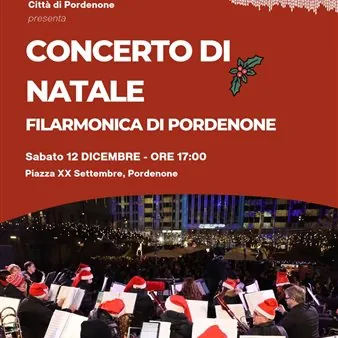 Città di Pordenone
presenta
CONCERTO DI
NATALE
FILARMONICA DI PORDENONE
Sabato 12 DICEMBRE - ORE 17:00
Piazza XX Settembre, Pordenone